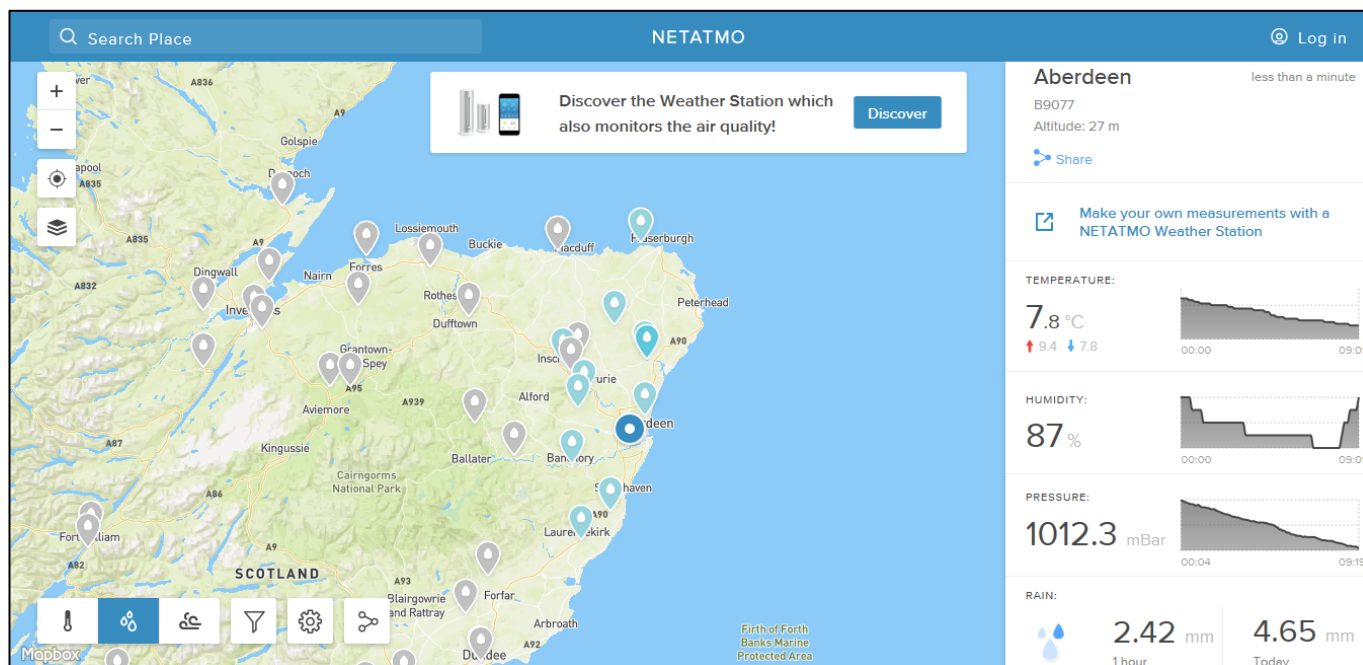 Search Place
NETATMO
Log in
Discover the Weather Station which
also monitors the air quality!
Discover
Aberdeen
less than a minute
B9077
Altitude: 27 m
Share
Make your own measurements with a
NETATMO Weather Station
TEMPERATURE:
7.8 °C
9.4 7.8
00:00
HUMIDITY:
87 %
00:00
PRESSURE:
1012.3 mBar
00:04
RAIN:
2.42 mm
4.65 mm
1 hour
Today
A836
A9
Golspie
A835
A9
A835
Dingwall
Nairn
Forres
Lossiemouth
Buckie
A832
Dufftown
Peterhead
A90
Grantown-
Spey
A95
Aviemore
A939
Alford
A87
Kingussie
Ballater
Cairngorms
National Park
A86
A90
A82
A9
SCOTLAND
A93
Blairgowrie
and Rattray
Forfar
Arbroath
A92
Firth of Forth
Banks Marine
Protected Area
Mapbox